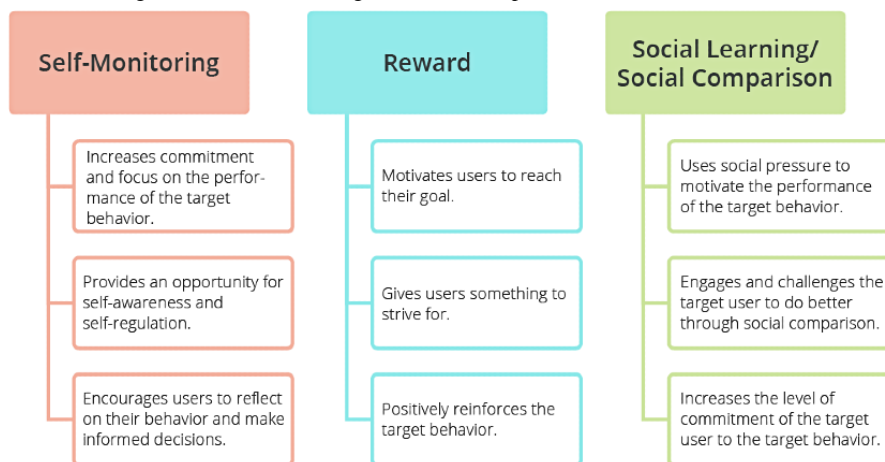 Self-Monitoring
Increases commitment
and focus on the perfor-
mance of the target
behavior.
Provides an opportunity for
self-awareness and
self-regulation.
Encourages users to reflect
on their behavior and make
informed decisions.
Reward
Motivates users to reach
their goal.
Gives users something to
strive for.
Positively reinforces the
target behavior.
Social Learning/
Social Comparison
Uses social pressure to
motivate the performance
of the target behavior.
Engages and challenges the
target user to do better
through social comparison.
Increases the level of
commitment of the target
user to the target behavior.